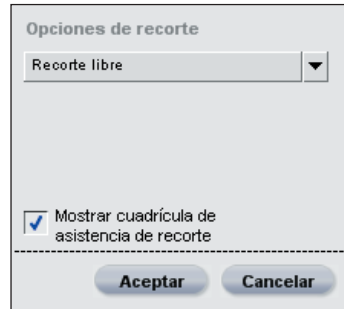 Opciones de recorte
Recorte libre
Mostrar cuadrícula de
asistencia de recorte
Aceptar Cancelar